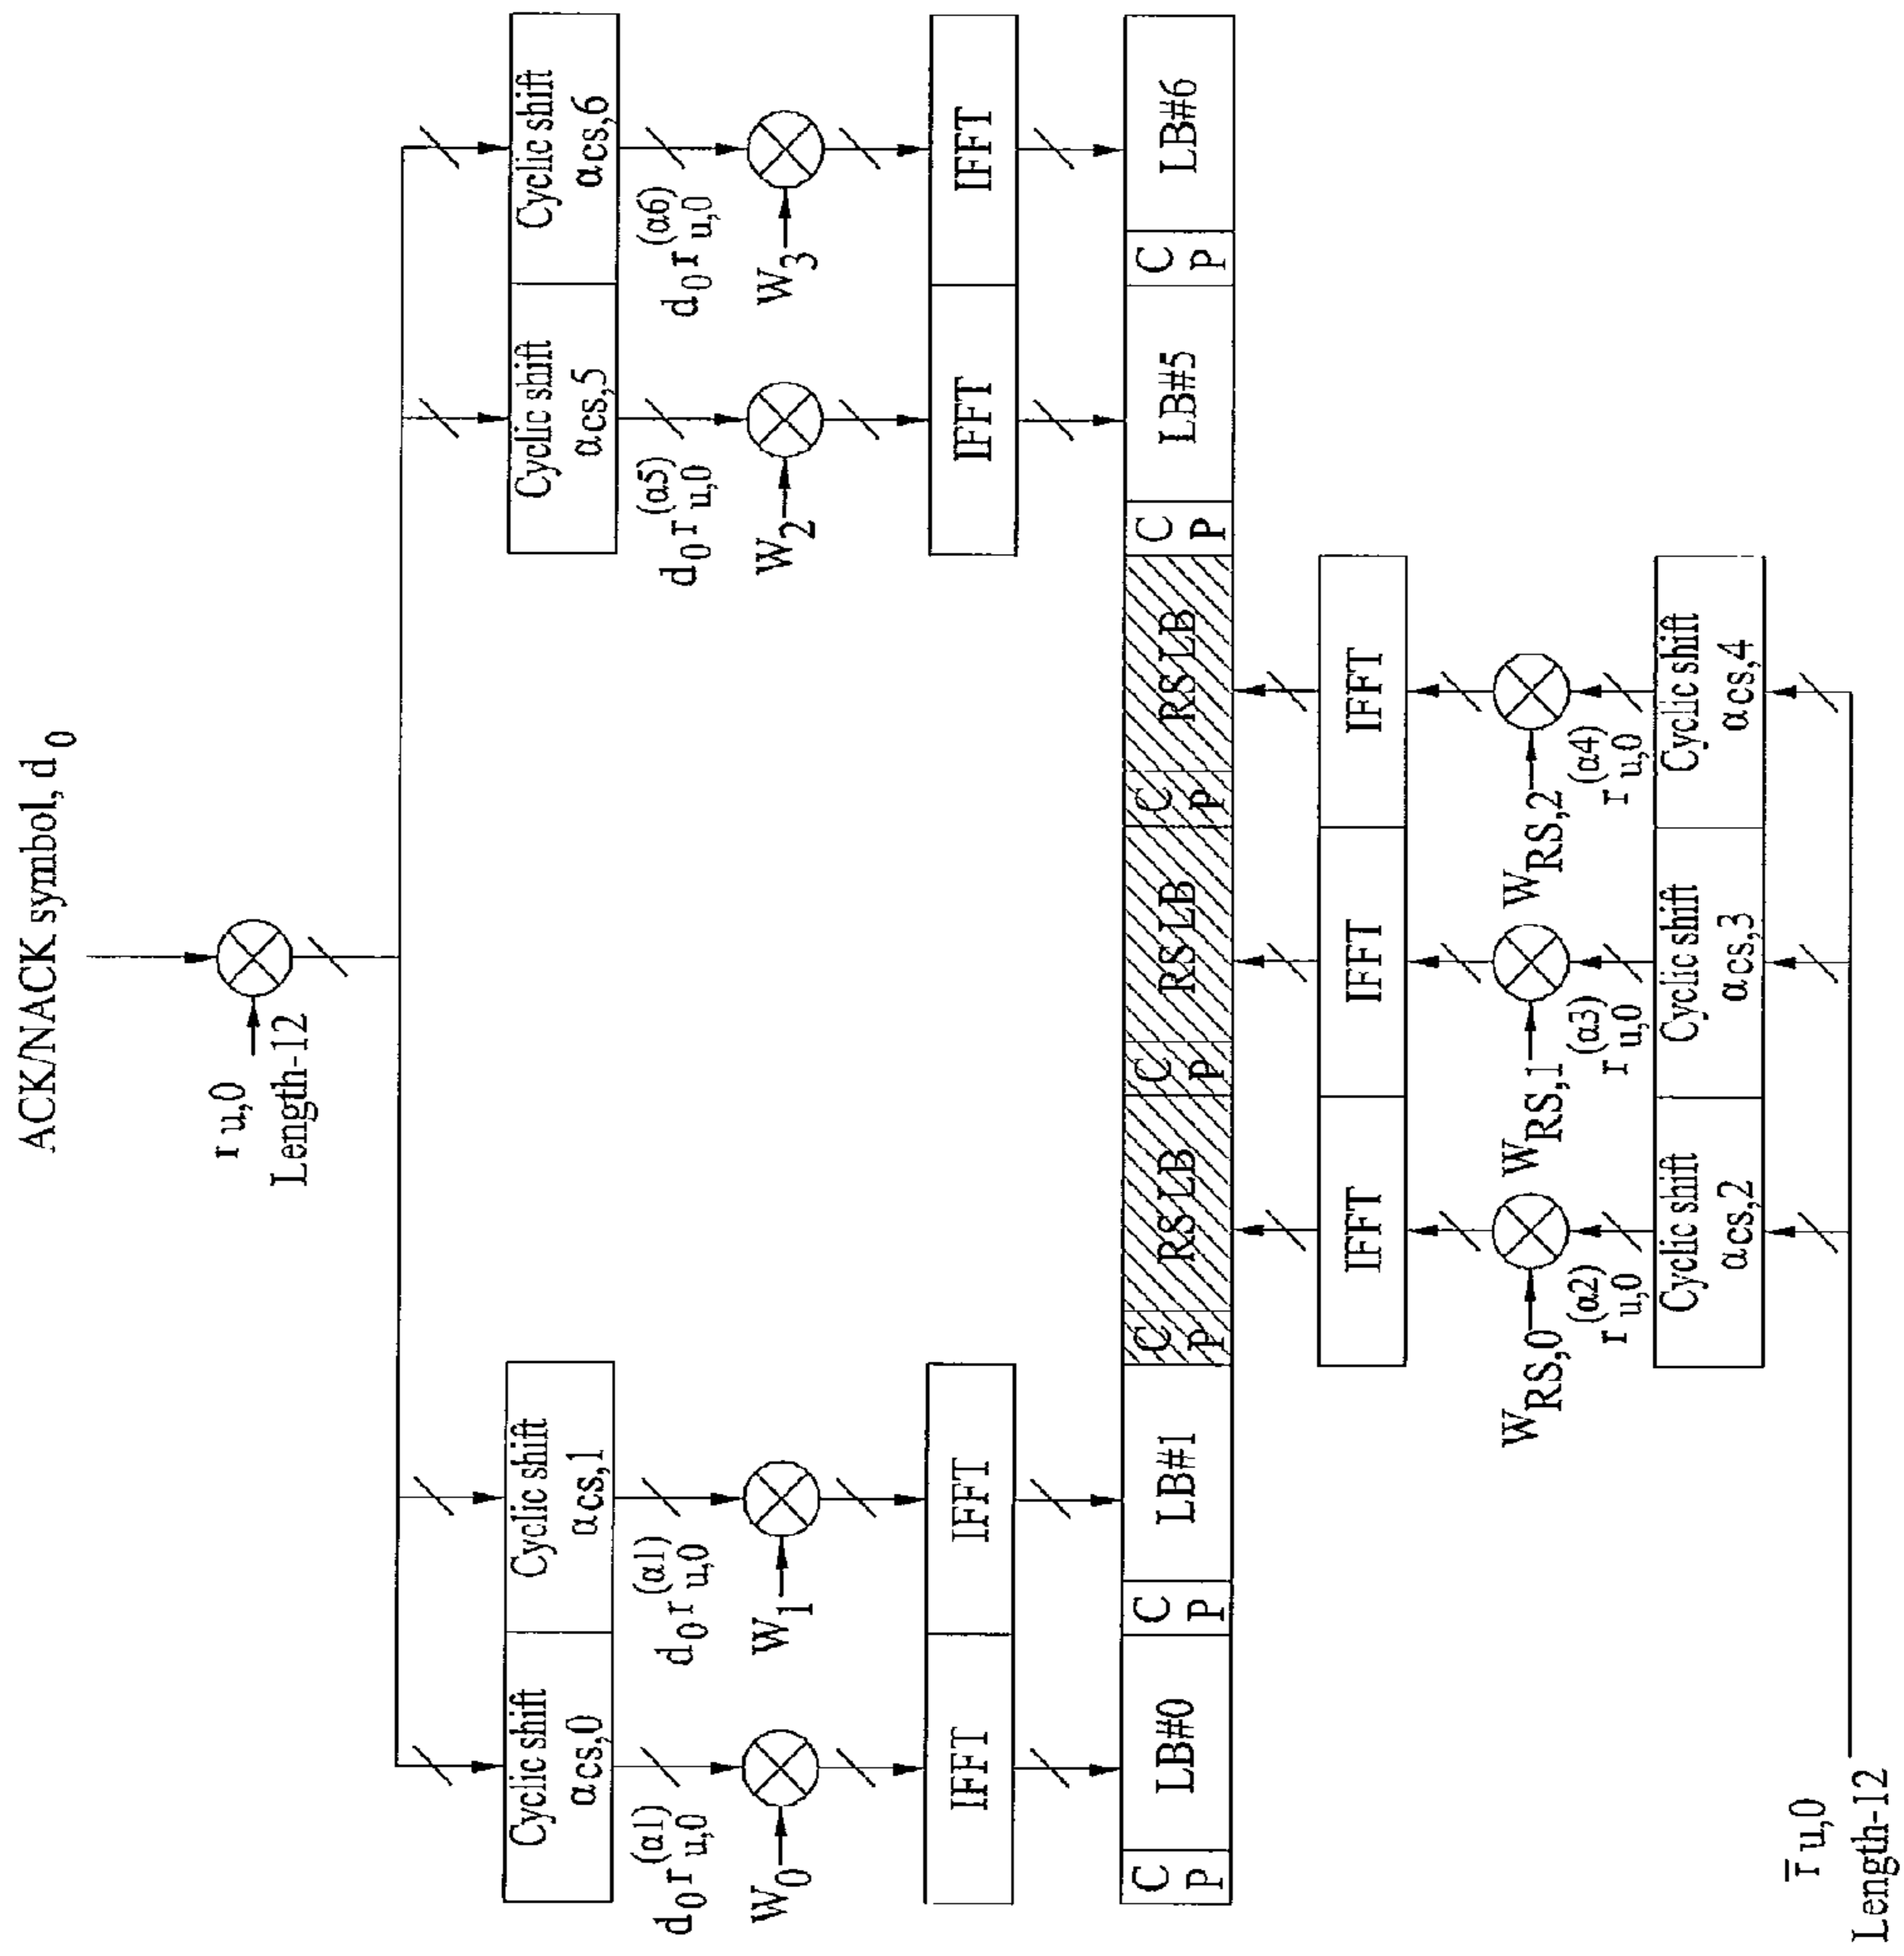 ACK/NACK symbol, d 0
r u,0
Length-12
Cyclic shift
αcs,0
Cyclic shift
αcs,1
Cyclic shift
αcs,5
Cyclic shift
αcs,6
d0 r u,0 (α1)
d0 r u,0 (α1)
d0 r u,0 (α5)
d0 r u,0 (α6)
W0
W1
W2
W3
IFFT
IFFT
IFFT
IFFT
CP
LB#0
CP
LB#1
CP
RS LB
CP
RS LB
CP
RS LB
CP
LB#5
CP
LB#6
IFFT
IFFT
IFFT
WRS,0
WRS,1
WRS,2
r u,0 (α2)
r u,0 (α3)
r u,0 (α4)
Cyclic shift
αcs,2
Cyclic shift
αcs,3
Cyclic shift
αcs,4
r̄ u,0
Length-12